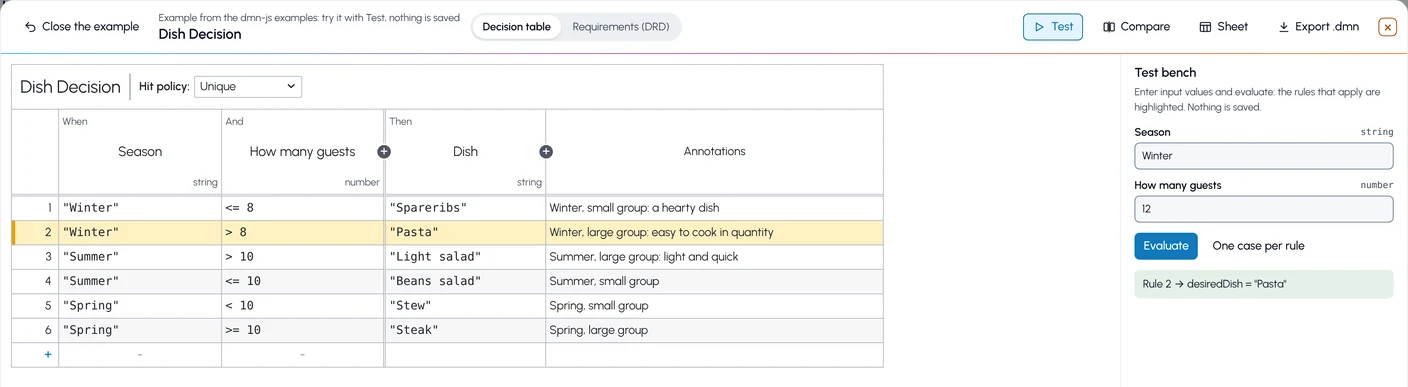 Close the example
Example from the dmn-js examples: try it with Test, nothing is saved
Dish Decision
Decision table
Requirements (DRD)
Test
Compare
Sheet
Export .dmn
Dish Decision
Hit policy:
Unique
When
And
Then
Season
How many guests
Dish
Annotations
string
number
string
1 "Winter" <= 8 "Spareribs" Winter, small group: a hearty dish
2 "Winter" > 8 "Pasta" Winter, large group: easy to cook in quantity
3 "Summer" > 10 "Light salad" Summer, large group: light and quick
4 "Summer" <= 10 "Beans salad" Summer, small group
5 "Spring" < 10 "Stew" Spring, small group
6 "Spring" >= 10 "Steak" Spring, large group
+ - -
Test bench
Enter input values and evaluate: the rules that apply are
highlighted. Nothing is saved.
Season string
Winter
How many guests number
12
Evaluate
One case per rule
Rule 2 → desiredDish = "Pasta"